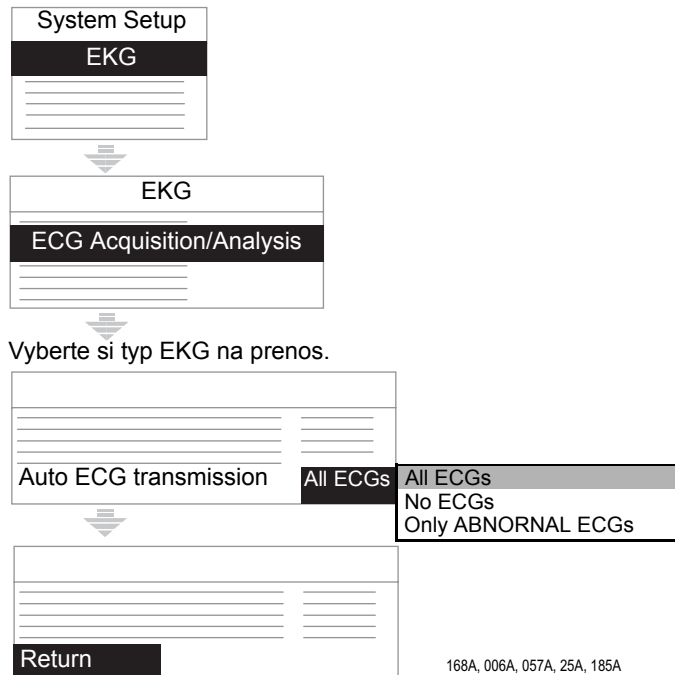 System Setup
EKG
EKG
ECG Acquisition/Analysis
Vyberte si typ EKG na prenos.
Auto ECG transmission All ECGs All ECGs
No ECGs
Only ABNORNAL ECGs
Return
168A, 006A, 057A, 25A, 185A